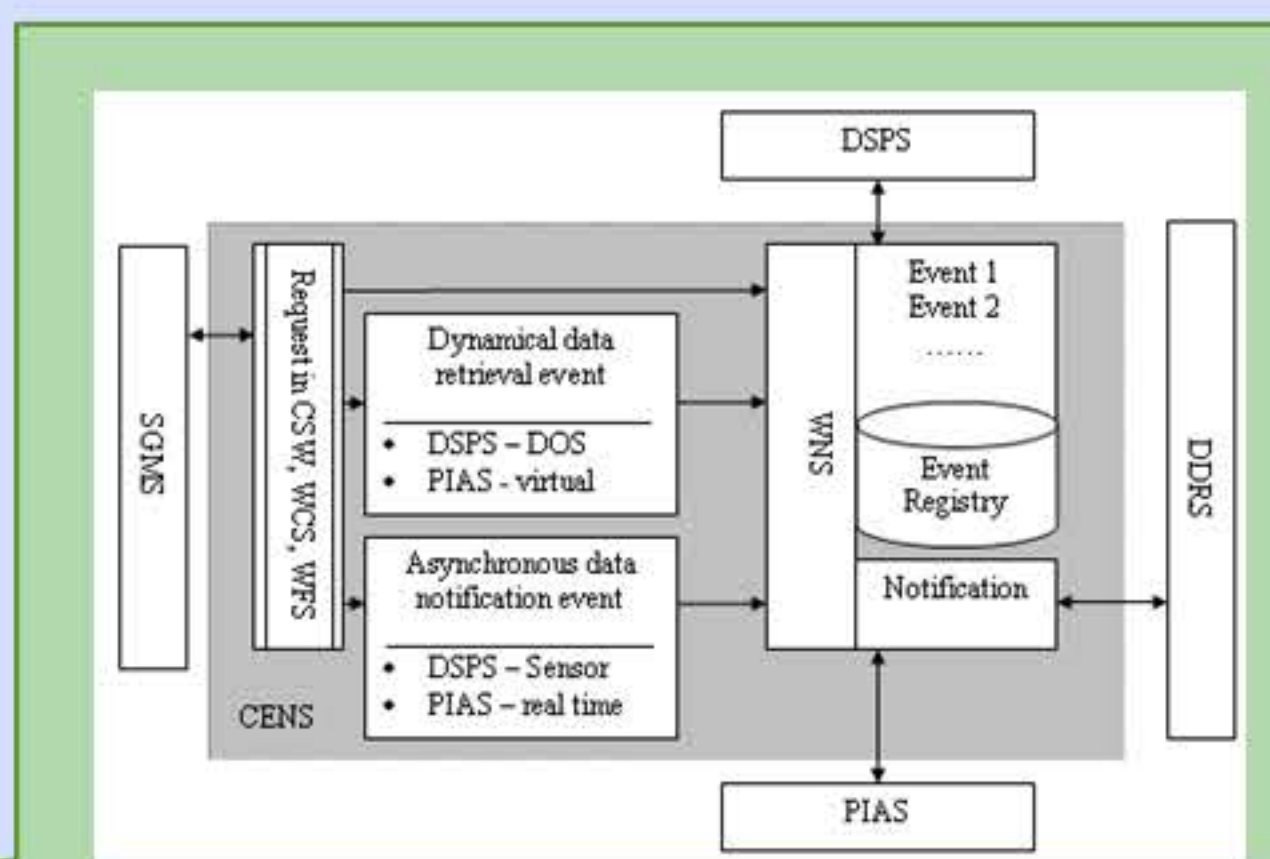 DSPS
SGMS
Request in CSW, WCS, WFS
Dynamical data
retrieval event
• DSPS – DOS
• PIAS - virtual
Asynchronous data
notification event
• DSPS – Sensor
• PIAS – real time
CENS
WNS
Event 1
Event 2
......
Event
Registry
Notification
DDRS
PIAS